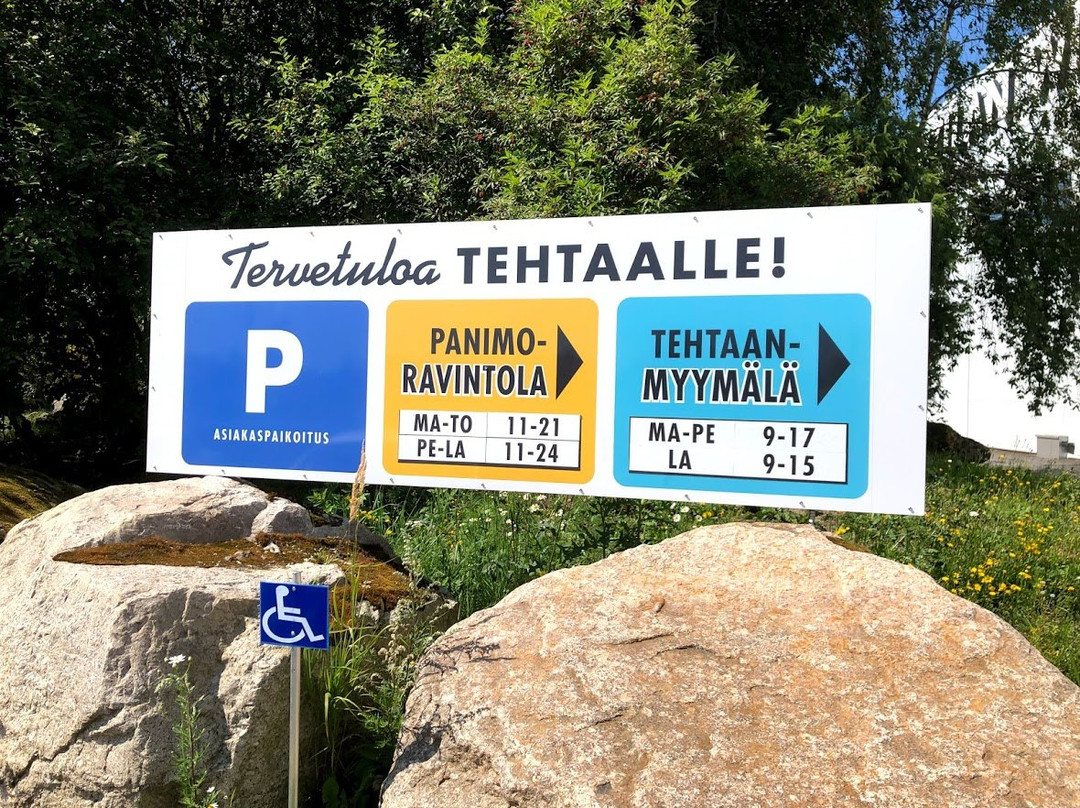 Tervetuloa TEHTAALLE!
P
ASIAKASPAIKOITUS
PANIMO-
RAVINTOLA
MA-TO 11-21
PE-LA 11-24
TEHTAAN-
MYYMÄLÄ
MA-PE 9-17
LA 9-15